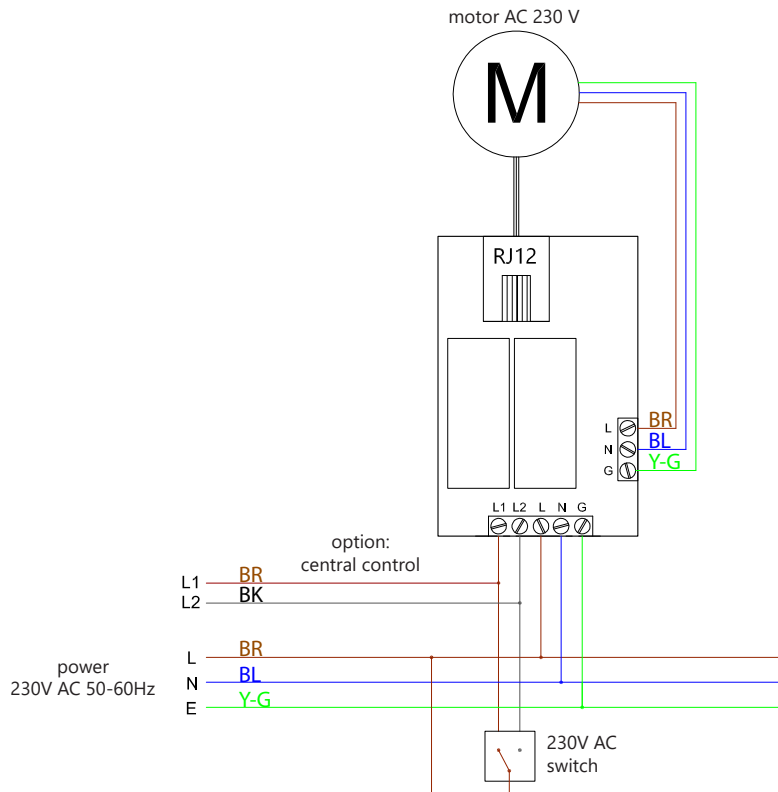 motor AC 230 V
M
RJ12
L BR
N BL
G Y-G
L1 L2 L N G
option:
central control
L1 BR
L2 BK
L BR
power
230V AC 50-60Hz
N BL
E Y-G
230V AC
switch